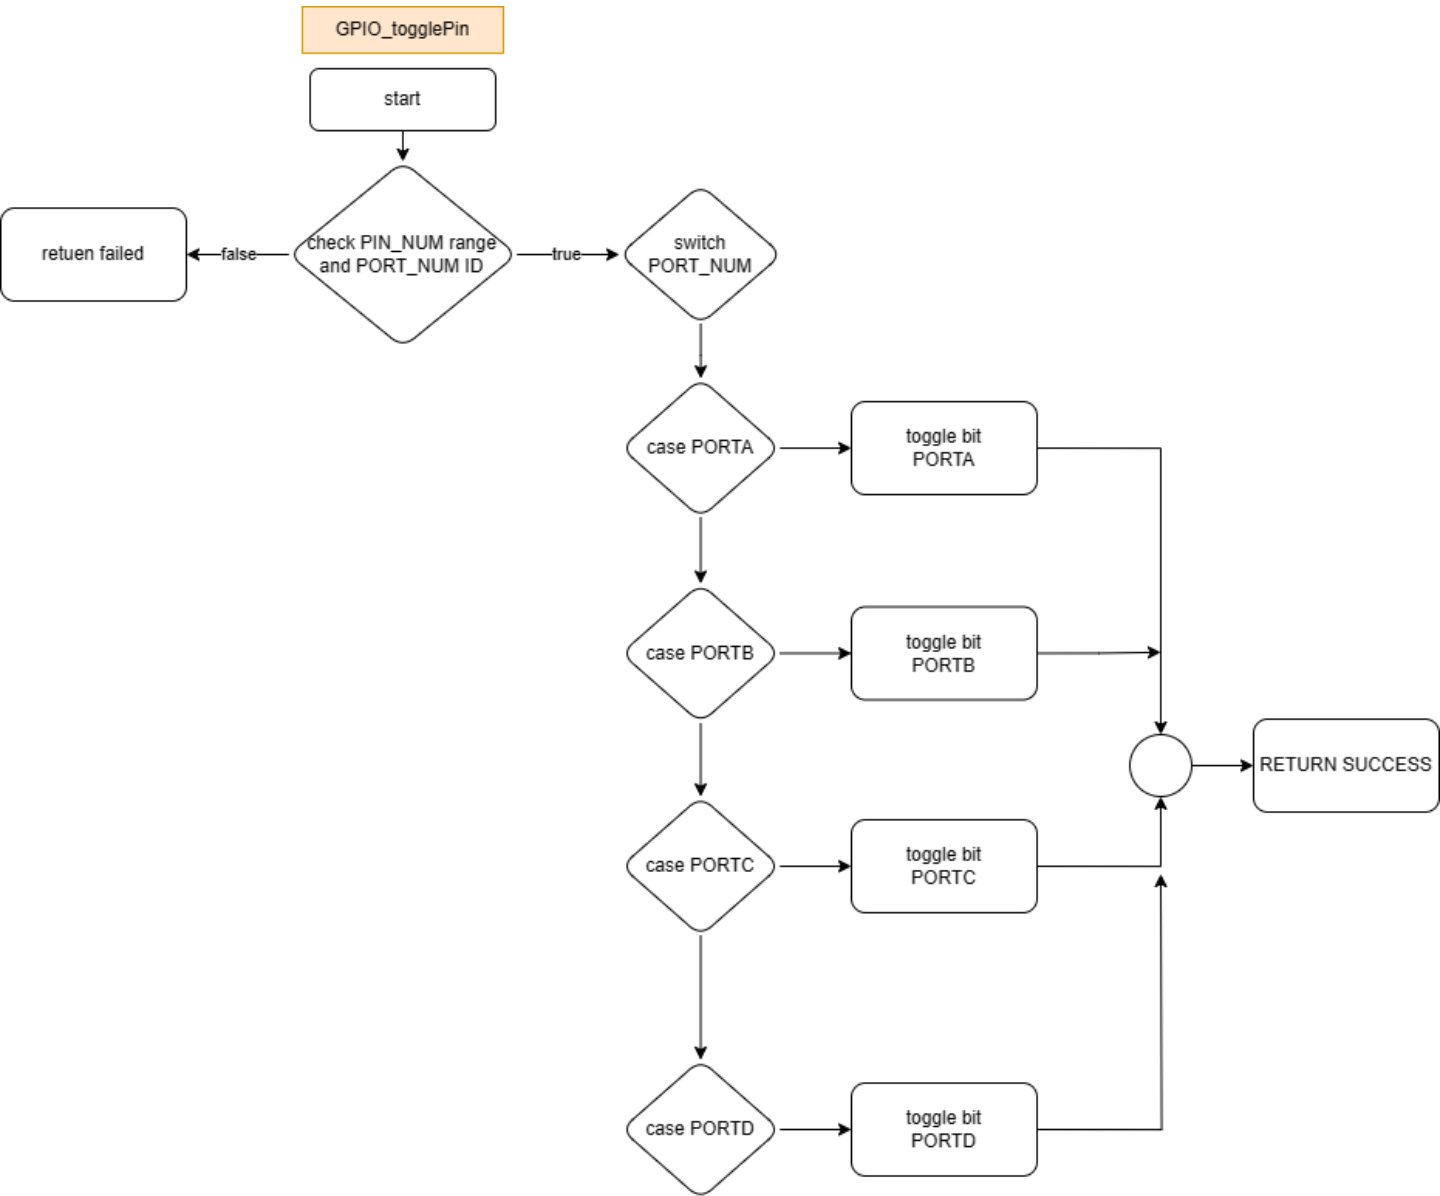 GPIO_togglePin
start
check PIN_NUM range
and PORT_NUM ID
false
retuen failed
true
switch
PORT_NUM
case PORTA
toggle bit
PORTA
case PORTB
toggle bit
PORTB
RETURN SUCCESS
case PORTC
toggle bit
PORTC
case PORTD
toggle bit
PORTD